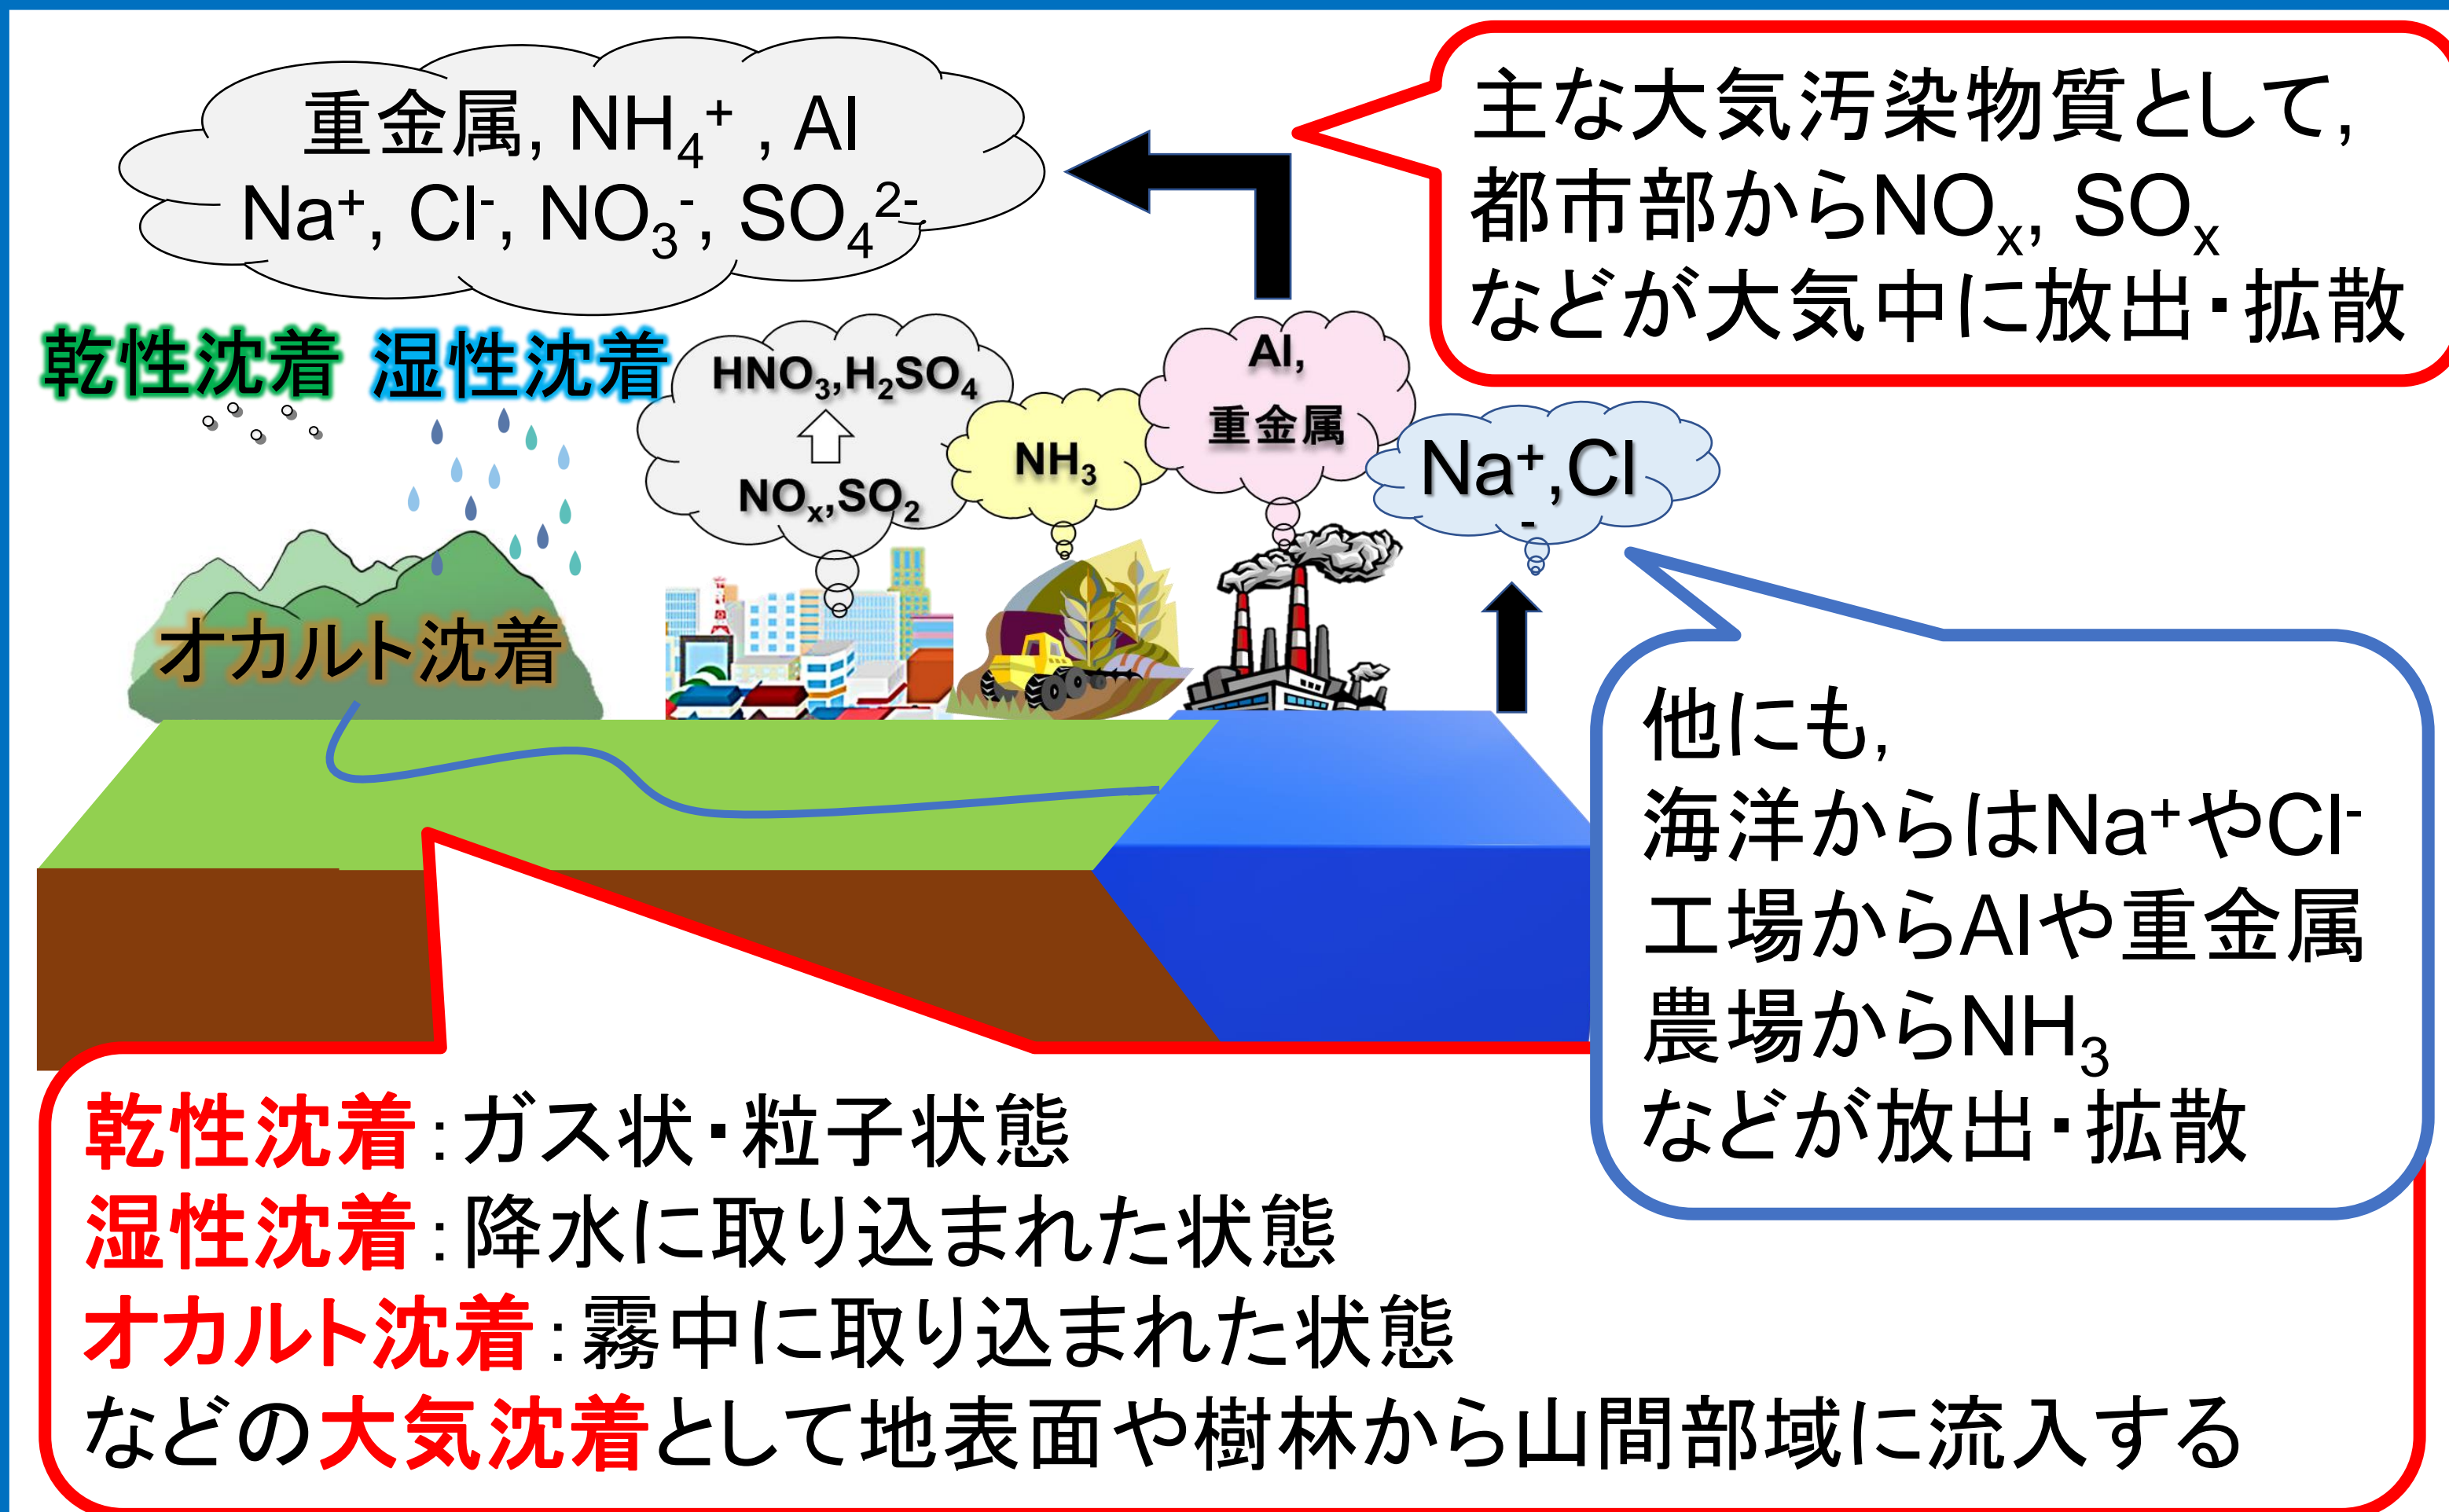 重金属, NH₄⁺ , Al
Na⁺, Cl⁻, NO₃⁻, SO₄²⁻
主な大気汚染物質として,
都市部からNOₓ, SOₓ
などが大気中に放出・拡散
乾性沈着 湿性沈着
HNO₃,H₂SO₄
NOₓ,SO₂
NH₃
Al,
重金属
Na⁺,Cl
-
オカルト沈着
他にも,
海洋からはNa⁺やCl⁻
工場からAlや重金属
農場からNH₃
などが放出・拡散
乾性沈着:ガス状・粒子状態
湿性沈着:降水に取り込まれた状態
オカルト沈着:霧中に取り込まれた状態
などの大気沈着として地表面や樹林から山間部域に流入する